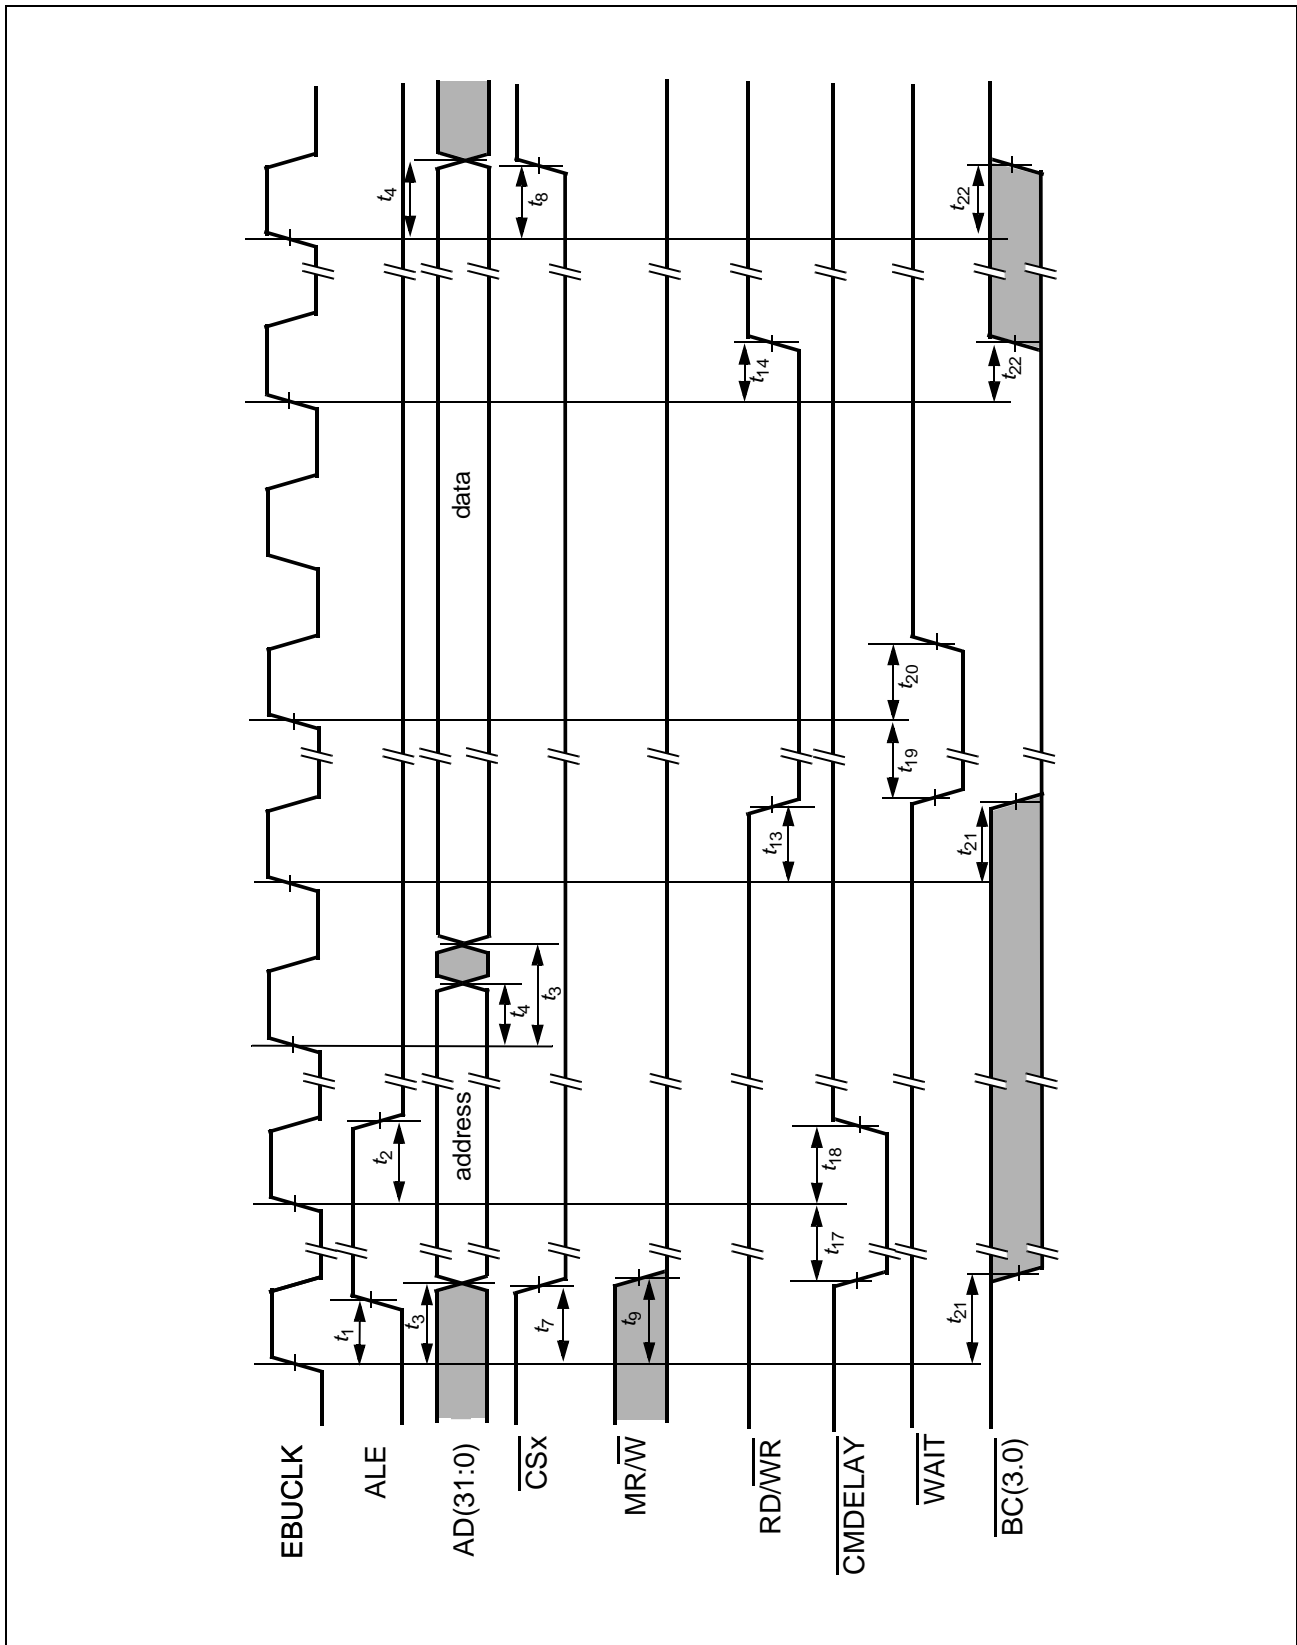 EBUCLK
t1
t2
t4
ALE
AD(31:0)
t3
address
t4
t3
data
CSx
t7
t8
MR/W
t9
RD/WR
t13
t14
CMDELAY
t17
t18
WAIT
t19
t20
BC(3.0)
t21
t21
t22
t22